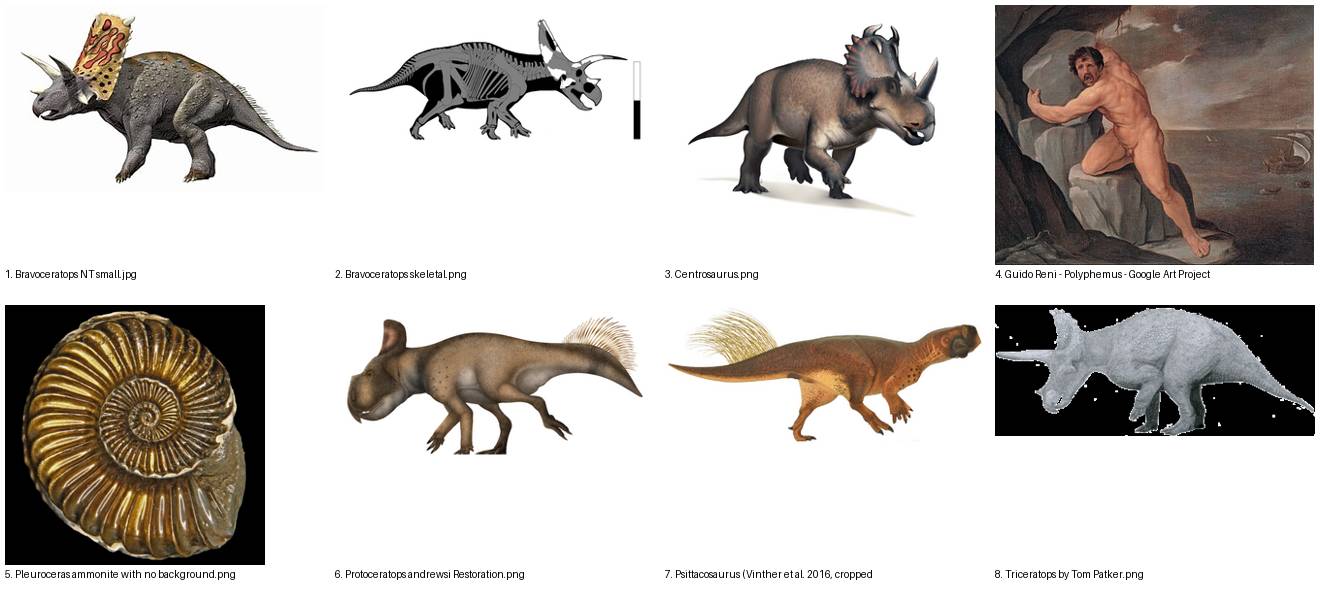 1. Bravoceratops NT small.jpg
2. Bravoceratops skeletal.png
3. Centrosaurus.png
4. Guido Reni - Polyphemus - Google Art Project
5. Pleuroceras ammonite with no background.png
6. Protoceratops andrewsi Restoration.png
7. Psittacosaurus (Vinther et al. 2016, cropped
8. Triceratops by Tom Patker.png